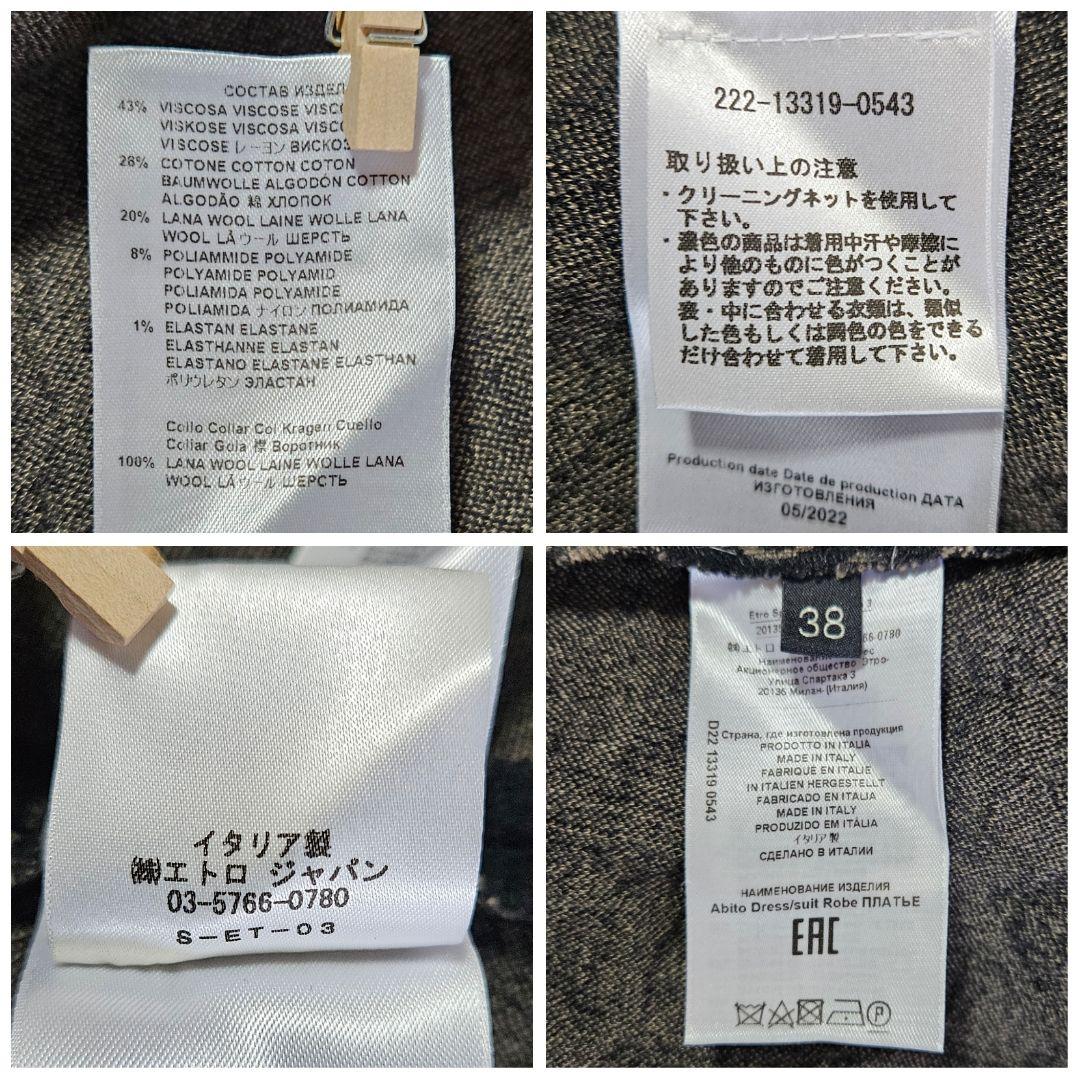 СОСТАВ ИЗДЕЛ
43% VISCOSA VISCOSE VISC
VISKOSE VISCOSA VISC
VISCOSE レーヨン ВИСКОЗ
28% COTONE COTTON COTON
BAUMWOLLE ALGODÓN COTTON
ALGODÃO 綿 ХЛОПОК
20% LANA WOOL LAINE WOLLE LANA
WOOL LÃ ウール ШЕРСТЬ
8% POLIAMMIDE POLYAMIDE
POLYAMIDE POLYAMID
POLIAMIDA POLYAMIDE
POLIAMIDA ナイロン ПОЛИАМИДА
1% ELASTAN ELASTANE
ELASTHANNE ELASTAN
ELASTANO ELASTANE ELASTHAN
ポリウレタン ЭЛАСТАН
Collo Collar Col Kragen Cuello
Collar Gola 襟 Воротник
100% LANA WOOL LAINE WOLLE LANA
WOOL LÃ ウール ШЕРСТЬ
222-13319-0543
取り扱い上の注意
・クリーニングネットを使用して
下さい。
・濃色の商品は着用中汗や摩擦に
より他のものに色がつくことが
ありますのでご注意ください。
表・中に合わせる衣類は、類似
した色もしくは同色の色をできる
だけ合わせて着用して下さい。
Production date Date de production ДАТА
ИЗГОТОВЛЕНИЯ
05/2022
イタリア製
㈱エトロ ジャパン
03-5766-0780
S-ET-03
38
Etro
2013
㈱エトロ 66-0780
Наименование
Акционерное общество Этро-
Улица Спартака 3
20136 Милан- (Италия)
D22 13319 0543
Страна, где изготовлена продукция
PRODOTTO IN ITALIA
MADE IN ITALY
FABRIQUÉ EN ITALIE
IN ITALIEN HERGESTELLT
FABRICADO EN ITALIA
MADE IN ITALY
PRODUZIDO EM ITÁLIA
イタリア製
СДЕЛАНО В ИТАЛИИ
НАИМЕНОВАНИЕ ИЗДЕЛИЯ
Abito Dress/suit Robe ПЛАТЬЕ
EAC
P